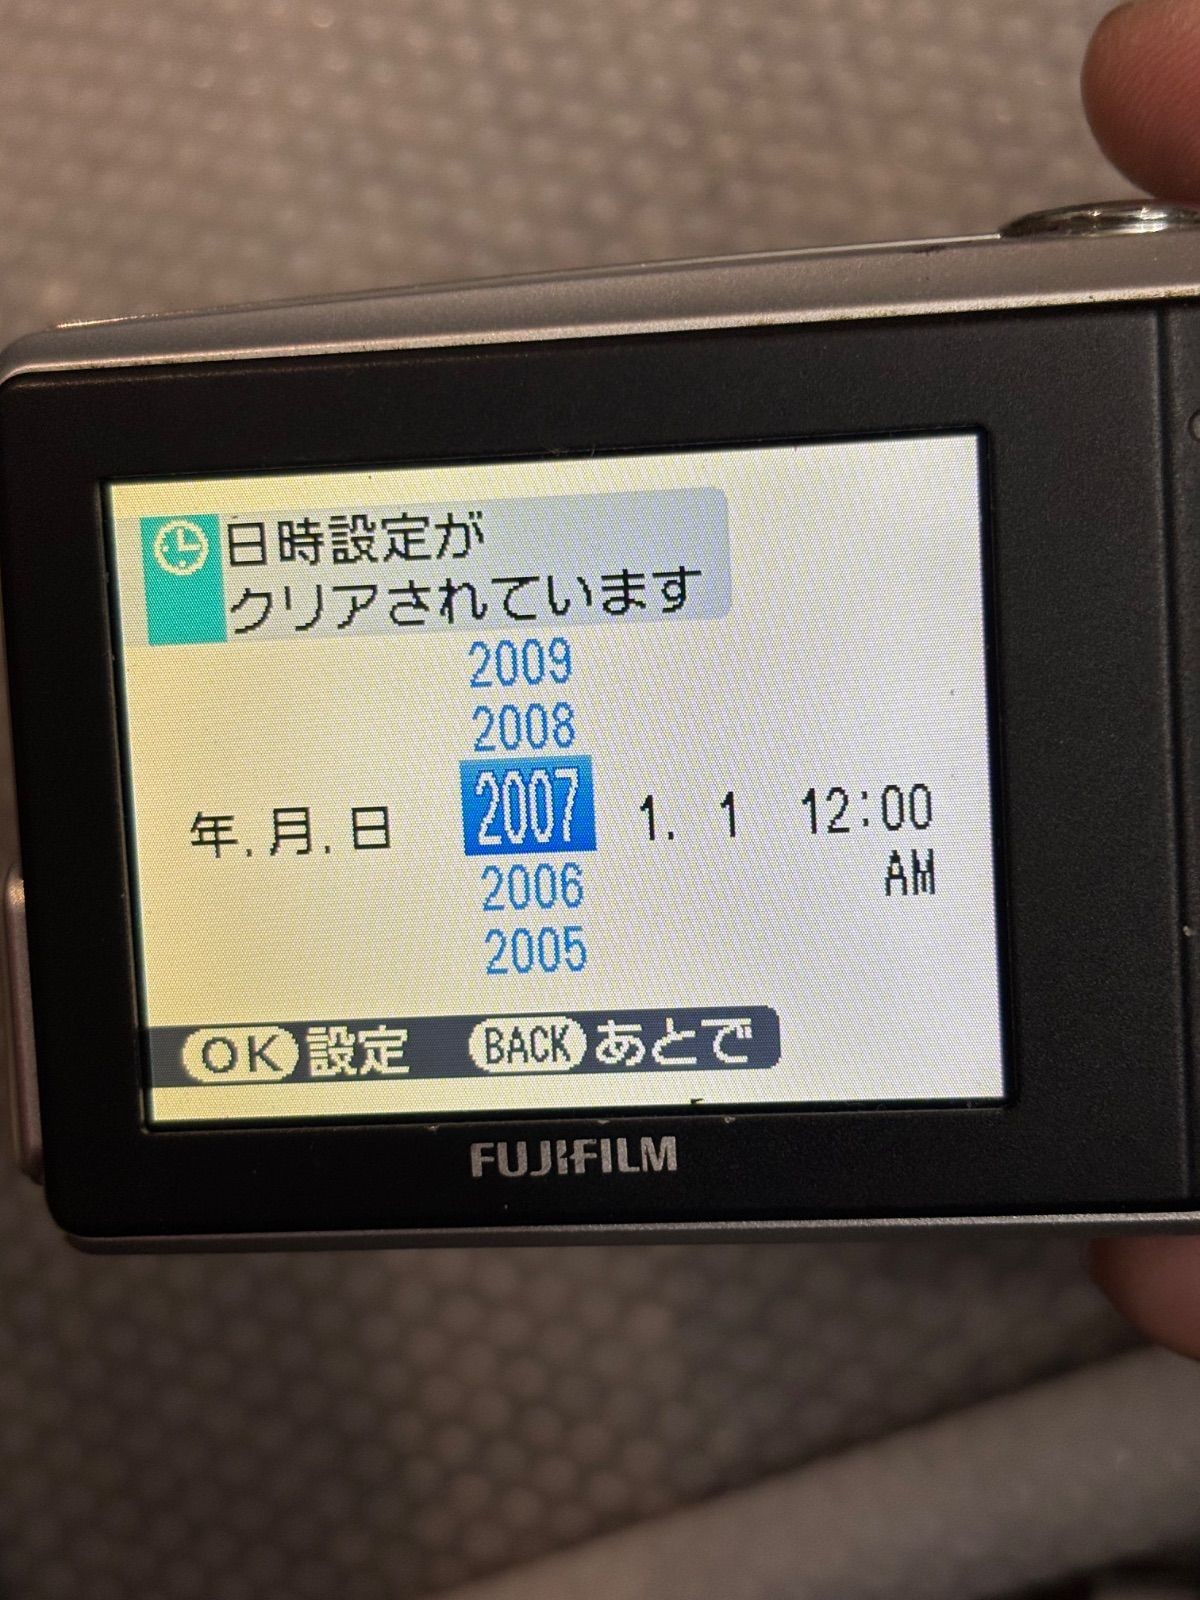 日時設定が
クリアされています
2009
2008
年.月.日 2007 1. 1 12:00
AM
2006
2005
OK 設定 BACK あとで
FUJIFILM